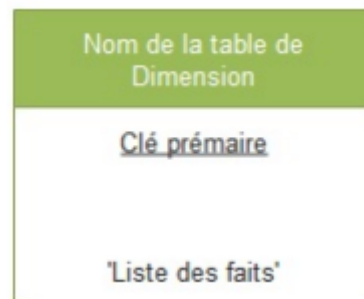 Nom de la table de
Dimension
Clé prémaire
'Liste des faits'